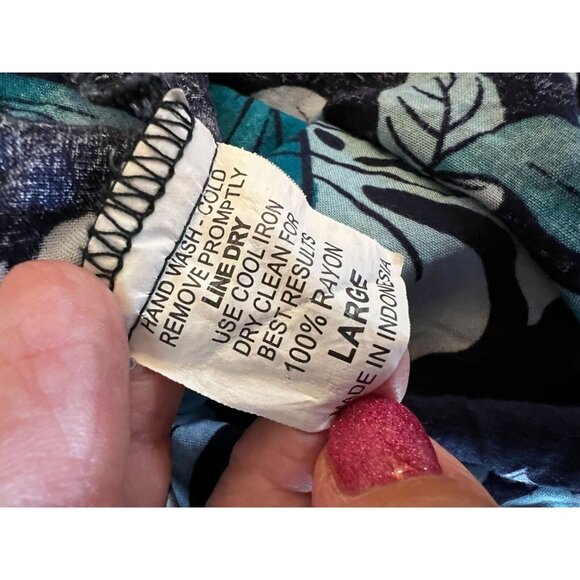 HAND WASH - COLD
REMOVE PROMPTLY
LINE DRY
USE COOL IRON
DRY CLEAN FOR
BEST RESULTS
100% RAYON
LARGE
MADE IN INDONESIA